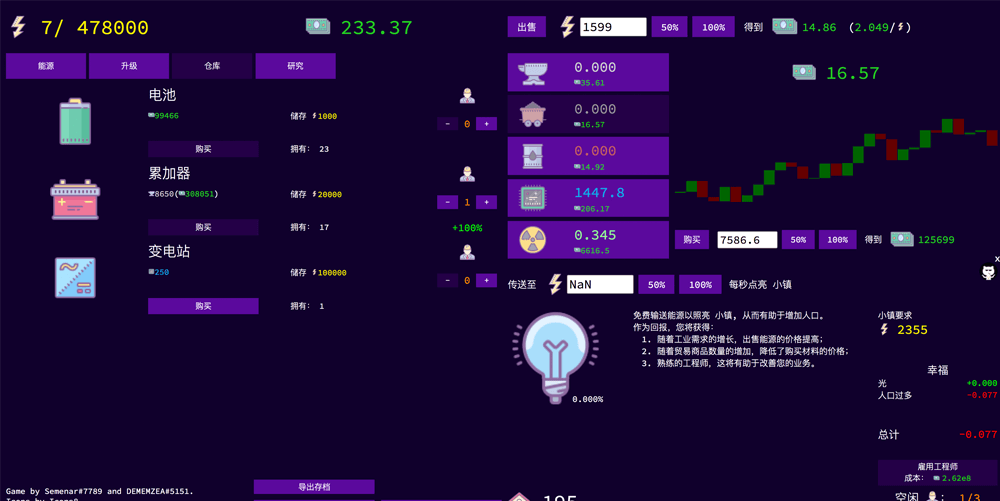 7/ 478000
233.37
能源
升级
仓库
研究
电池
99466
储存 1000
购买
拥有: 23
- 0 +
累加器
8650(308051)
储存 20000
购买
拥有: 17
- 1 +
+100%
变电站
250
储存 100000
购买
拥有: 1
- 0 +
Game by Semenar#7789 and DEMEMZEA#5151.
导出存档
出售
1599
50%
100%
得到
14.86 (2.049/)
0.000
35.61
0.000
16.57
0.000
14.92
1447.8
206.17
0.345
6616.5
16.57
购买
7586.6
50%
100%
得到
125699
x
传送至
NaN
50%
100%
每秒点亮 小镇
免费输送能源以照亮 小镇, 从而有助于增加人口。
作为回报，您将获得:
1. 随着工业需求的增长，出售能源的价格提高;
2. 随着贸易商品数量的增加，降低了购买材料的价格;
3. 熟练的工程师，这将有助于改善您的业务。
0.000%
小镇要求
2355
幸福
光 +0.000
人口过多 -0.077
总计 -0.077
雇用工程师
成本: 2.62e8
空闲 : 1/3
195